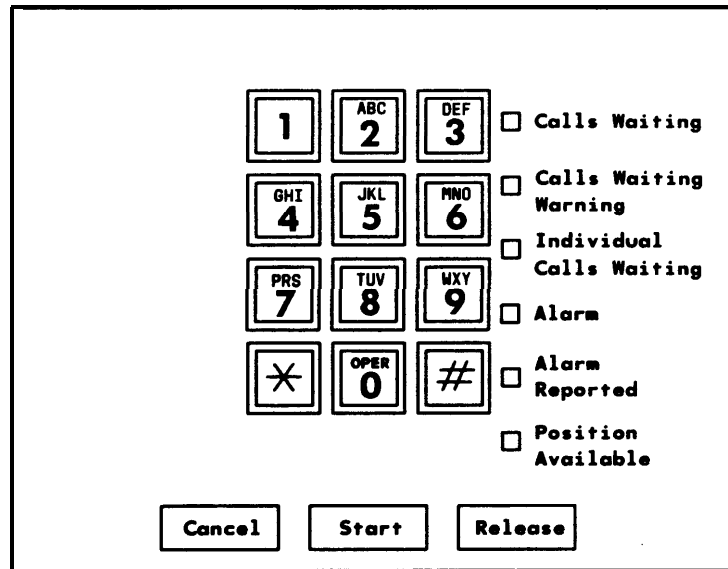 1
ABC
2
DEF
3
Calls Waiting
GHI
4
JKL
5
MNO
6
Calls Waiting
Warning
Individual
Calls Waiting
PRS
7
TUV
8
WXY
9
Alarm
*
OPER
0
#
Alarm
Reported
Position
Available
Cancel
Start
Release